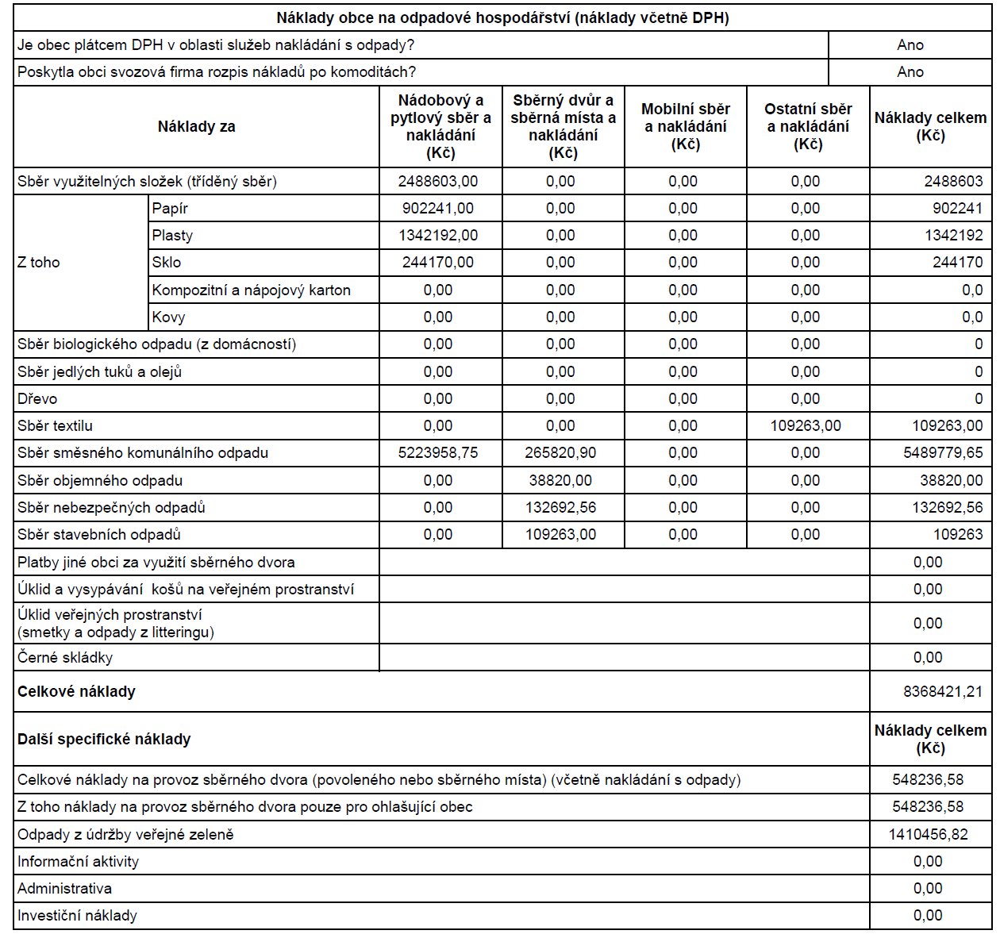 Náklady obce na odpadové hospodářství (náklady včetně DPH)
Je obec plátcem DPH v oblasti služeb nakládání s odpady? Ano
Poskytla obci svozová firma rozpis nákladů po komoditách? Ano
Náklady za
Nádobový a
pytlový sběr a
nakládání
(Kč)
Sběrný dvůr a
sběrná místa a
nakládání
(Kč)
Mobilní sběr
a nakládání
(Kč)
Ostatní sběr
a nakládání
(Kč)
Náklady celkem
(Kč)
Sběr využitelných složek (tříděný sběr) 2488603,00 0,00 0,00 0,00 2488603
Z toho
Papír 902241,00 0,00 0,00 0,00 902241
Plasty 1342192,00 0,00 0,00 0,00 1342192
Sklo 244170,00 0,00 0,00 0,00 244170
Kompozitní a nápojový karton 0,00 0,00 0,00 0,00 0,0
Kovy 0,00 0,00 0,00 0,00 0,0
Sběr biologického odpadu (z domácností) 0,00 0,00 0,00 0,00 0
Sběr jedlých tuků a olejů 0,00 0,00 0,00 0,00 0
Dřevo 0,00 0,00 0,00 0,00 0
Sběr textilu 0,00 0,00 0,00 109263,00 109263,00
Sběr směsného komunálního odpadu 5223958,75 265820,90 0,00 0,00 5489779,65
Sběr objemného odpadu 0,00 38820,00 0,00 0,00 38820,00
Sběr nebezpečných odpadů 0,00 132692,56 0,00 0,00 132692,56
Sběr stavebních odpadů 0,00 109263,00 0,00 0,00 109263
Platby jiné obci za využití sběrného dvora 0,00
Úklid a vysypávání  košů na veřejném prostranství 0,00
Úklid veřejných prostranství
(smetky a odpady z litteringu) 0,00
Černé skládky 0,00
Celkové náklady 8368421,21
Další specifické náklady
Náklady celkem
(Kč)
Celkové náklady na provoz sběrného dvora (povoleného nebo sběrného místa) (včetně nakládání s odpady) 548236,58
Z toho náklady na provoz sběrného dvora pouze pro ohlašující obec 548236,58
Odpady z údržby veřejné zeleně 1410456,82
Informační aktivity 0,00
Administrativa 0,00
Investiční náklady 0,00